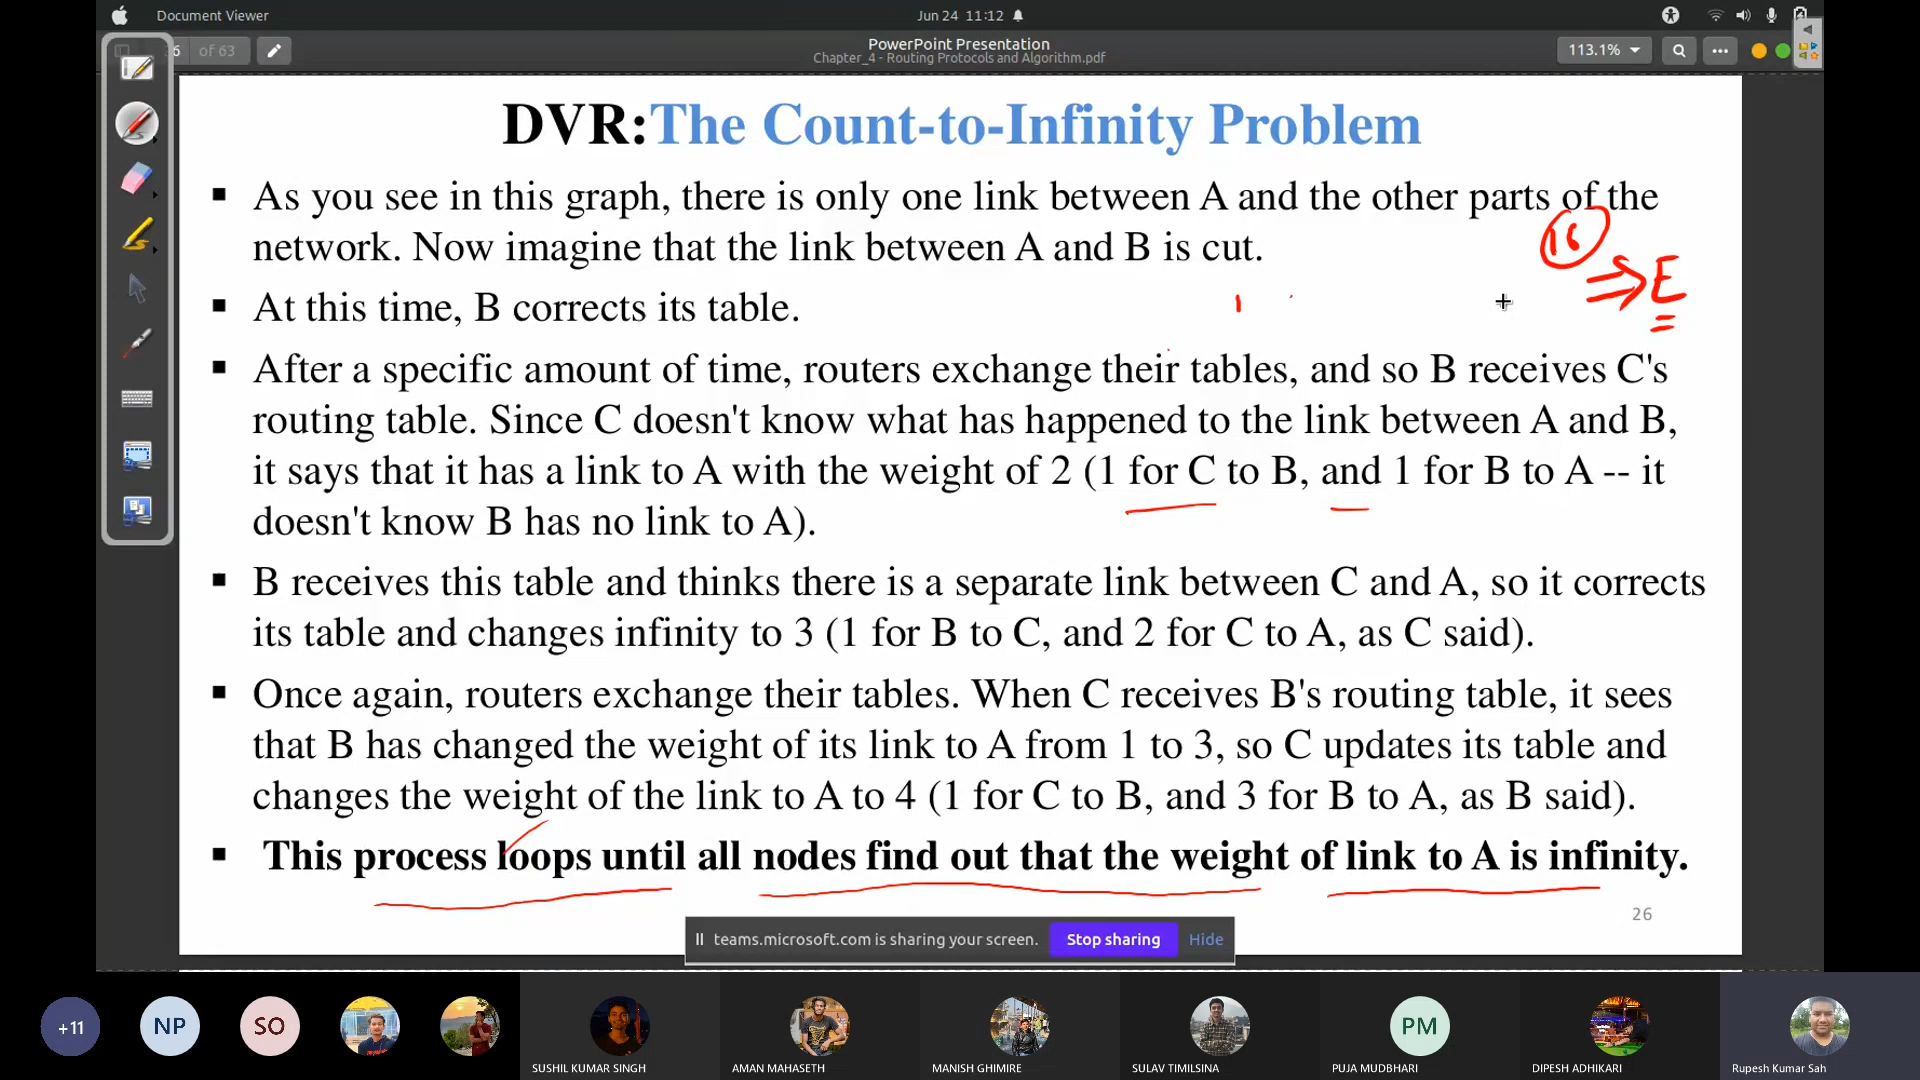 Document Viewer
Jun 24 11:12
6 of 63
PowerPoint Presentation
Chapter_4 - Routing Protocols and Algorithm.pdf
113.1%
DVR:The Count-to-Infinity Problem
▪ As you see in this graph, there is only one link between A and the other parts of the
network. Now imagine that the link between A and B is cut.
16
⇒ E
▪ At this time, B corrects its table.
▪ After a specific amount of time, routers exchange their tables, and so B receives C's
routing table. Since C doesn't know what has happened to the link between A and B,
it says that it has a link to A with the weight of 2 (1 for C to B, and 1 for B to A -- it
doesn't know B has no link to A).
▪ B receives this table and thinks there is a separate link between C and A, so it corrects
its table and changes infinity to 3 (1 for B to C, and 2 for C to A, as C said).
▪ Once again, routers exchange their tables. When C receives B's routing table, it sees
that B has changed the weight of its link to A from 1 to 3, so C updates its table and
changes the weight of the link to A to 4 (1 for C to B, and 3 for B to A, as B said).
▪ This process loops until all nodes find out that the weight of link to A is infinity.
26
teams.microsoft.com is sharing your screen. Stop sharing Hide
+11 NP SO PM
SUSHIL KUMAR SINGH AMAN MAHASETH MANISH GHIMIRE SULAV TIMILSINA PUJA MUDBHARI DIPESH ADHIKARI Rupesh Kumar Sah